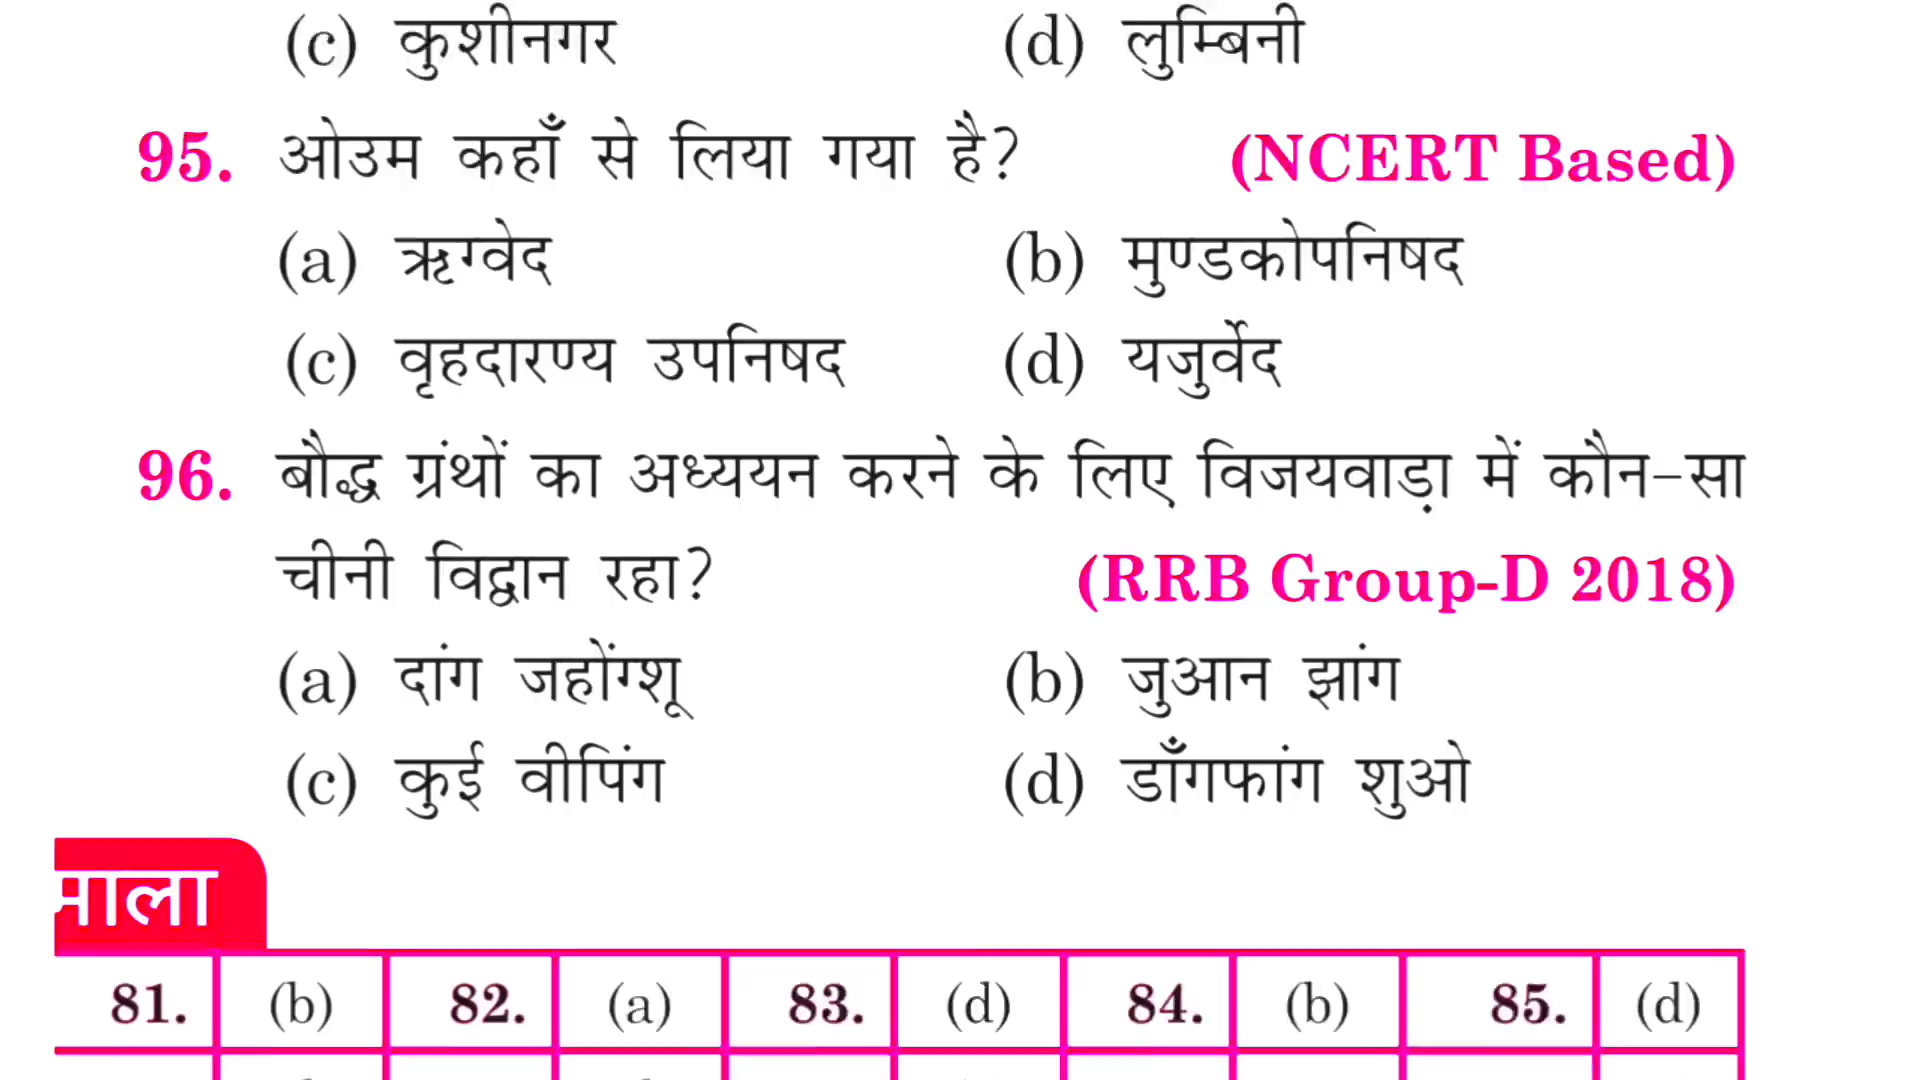 (c) कुशीनगर (d) लुम्बिनी
95. ओउम कहाँ से लिया गया है? (NCERT Based)
(a) ऋग्वेद (b) मुण्डकोपनिषद
(c) वृहदारण्य उपनिषद (d) यजुर्वेद
96. बौद्ध ग्रंथों का अध्ययन करने के लिए विजयवाड़ा में कौन-सा
चीनी विद्वान रहा? (RRB Group-D 2018)
(a) दांग जहोंग्शू (b) जुआन झांग
(c) कुई वीपिंग (d) डाँगफांग शुओ
माला
81. (b) 82. (a) 83. (d) 84. (b) 85. (d)